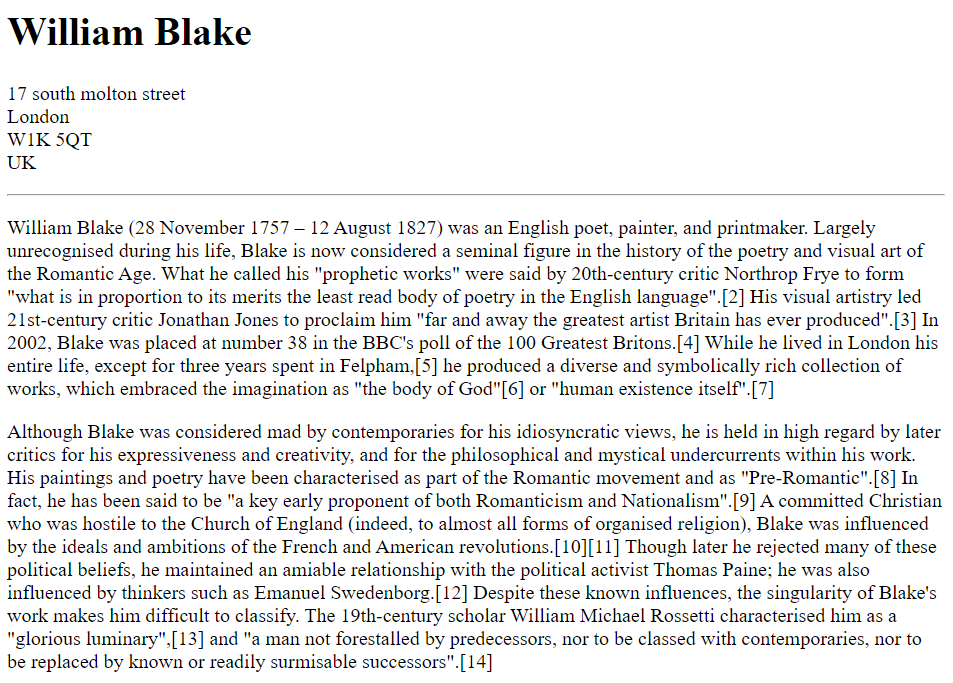 William Blake
17 south molton street
London
W1K 5QT
UK
William Blake (28 November 1757 – 12 August 1827) was an English poet, painter, and printmaker. Largely
unrecognised during his life, Blake is now considered a seminal figure in the history of the poetry and visual art of
the Romantic Age. What he called his "prophetic works" were said by 20th-century critic Northrop Frye to form
"what is in proportion to its merits the least read body of poetry in the English language".[2] His visual artistry led
21st-century critic Jonathan Jones to proclaim him "far and away the greatest artist Britain has ever produced".[3] In
2002, Blake was placed at number 38 in the BBC's poll of the 100 Greatest Britons.[4] While he lived in London his
entire life, except for three years spent in Felpham,[5] he produced a diverse and symbolically rich collection of
works, which embraced the imagination as "the body of God"[6] or "human existence itself".[7]
Although Blake was considered mad by contemporaries for his idiosyncratic views, he is held in high regard by later
critics for his expressiveness and creativity, and for the philosophical and mystical undercurrents within his work.
His paintings and poetry have been characterised as part of the Romantic movement and as "Pre-Romantic".[8] In
fact, he has been said to be "a key early proponent of both Romanticism and Nationalism".[9] A committed Christian
who was hostile to the Church of England (indeed, to almost all forms of organised religion), Blake was influenced
by the ideals and ambitions of the French and American revolutions.[10][11] Though later he rejected many of these
political beliefs, he maintained an amiable relationship with the political activist Thomas Paine; he was also
influenced by thinkers such as Emanuel Swedenborg.[12] Despite these known influences, the singularity of Blake's
work makes him difficult to classify. The 19th-century scholar William Michael Rossetti characterised him as a
"glorious luminary",[13] and "a man not forestalled by predecessors, nor to be classed with contemporaries, nor to
be replaced by known or readily surmisable successors".[14]